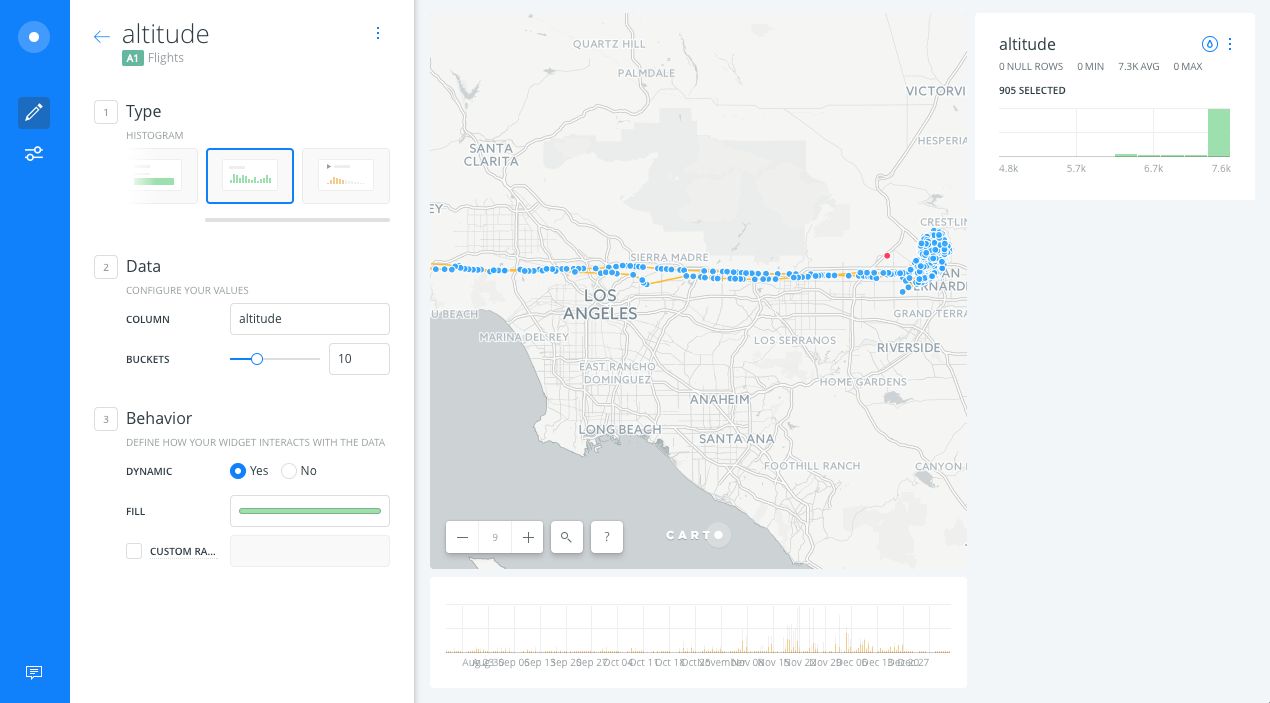 altitude
A1 Flights
1 Type
HISTOGRAM
2 Data
CONFIGURE YOUR VALUES
COLUMN altitude
BUCKETS 10
3 Behavior
DEFINE HOW YOUR WIDGET INTERACTS WITH THE DATA
DYNAMIC Yes No
FILL
CUSTOM RA...
QUARTZ HILL
PALMDALE
VICTORVI
HESPERIA
SANTA
CLARITA
EY
CRESTLIN
SIERRA MADRE
AN
ERNARDI
LOS
ANGELES
U BEACH
GRAND TERRA
MARINA DEL REY
LOS SERRANOS
RIVERSIDE
EAST RANCHO
DOMINGUEZ
HOME GARDENS
ANAHEIM
LONG BEACH
SANTA ANA
FOOTHILL RANCH
CANYON
9
?
CARTO
Sep 06 Sep 13 Sep 20 Sep 27 Oct 04 Oct 11 Oct 18 Oct 25 November Nov 08 Nov 15 Nov 22 Nov 29 Dec 06 Dec 13 Dec 20 Dec 27
altitude
0 NULL ROWS 0 MIN 7.3K AVG 0 MAX
905 SELECTED
4.8k 5.7k 6.7k 7.6k